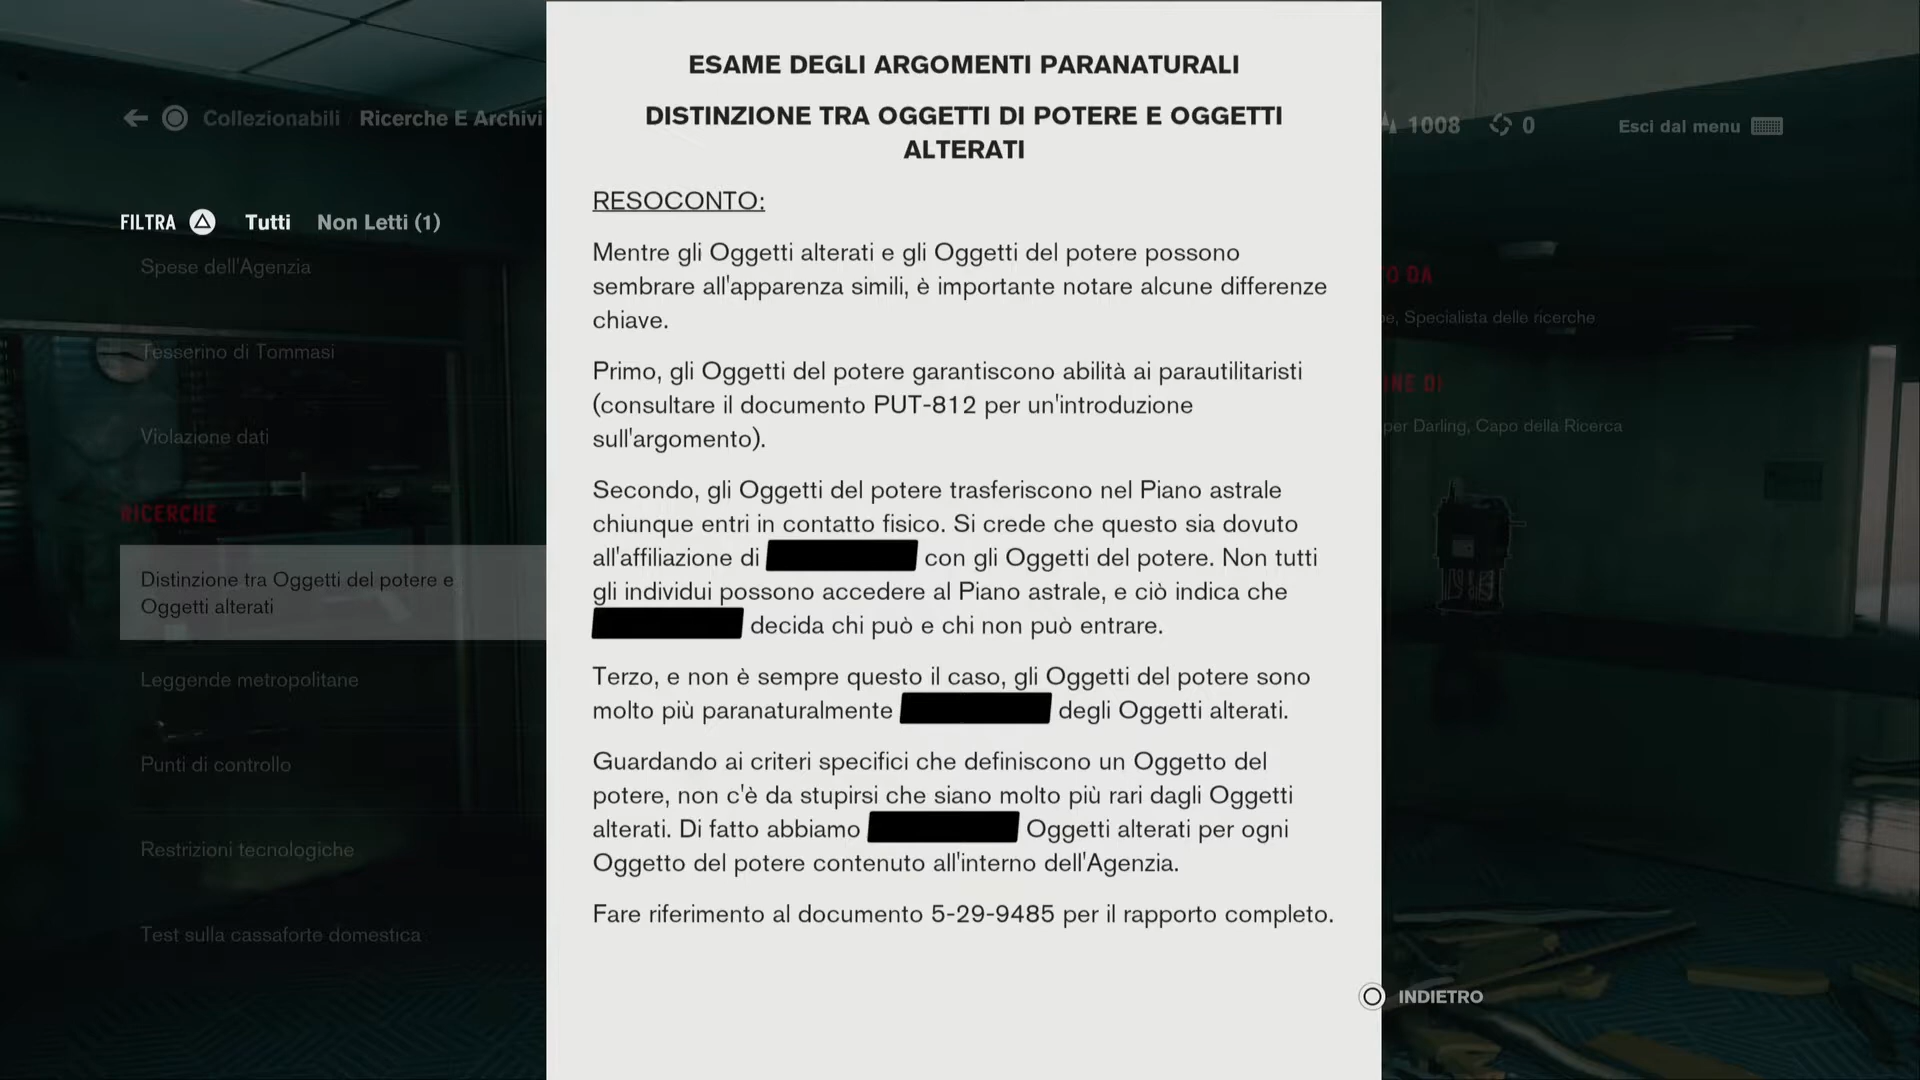 Collezionabili / Ricerche E Archivi
1008
0
Esci dal menu
FILTRA
Tutti
Non Letti (1)
Spese dell'Agenzia
Tesserino di Tommasi
Violazione dati
RICERCHE
Distinzione tra Oggetti del potere e
Oggetti alterati
Leggende metropolitane
Punti di controllo
Restrizioni tecnologiche
Test sulla cassaforte domestica
ESAME DEGLI ARGOMENTI PARANATURALI
DISTINZIONE TRA OGGETTI DI POTERE E OGGETTI
ALTERATI
RESOCONTO:
Mentre gli Oggetti alterati e gli Oggetti del potere possono
sembrare all'apparenza simili, è importante notare alcune differenze
chiave.
Primo, gli Oggetti del potere garantiscono abilità ai parautilitaristi
(consultare il documento PUT-812 per un'introduzione
sull'argomento).
Secondo, gli Oggetti del potere trasferiscono nel Piano astrale
chiunque entri in contatto fisico. Si crede che questo sia dovuto
all'affiliazione di con gli Oggetti del potere. Non tutti
gli individui possono accedere al Piano astrale, e ciò indica che
decida chi può e chi non può entrare.
Terzo, e non è sempre questo il caso, gli Oggetti del potere sono
molto più paranaturalmente degli Oggetti alterati.
Guardando ai criteri specifici che definiscono un Oggetto del
potere, non c'è da stupirsi che siano molto più rari dagli Oggetti
alterati. Di fatto abbiamo Oggetti alterati per ogni
Oggetto del potere contenuto all'interno dell'Agenzia.
Fare riferimento al documento 5-29-9485 per il rapporto completo.
DA
Specialista delle ricerche
DI
Darling, Capo della Ricerca
INDIETRO